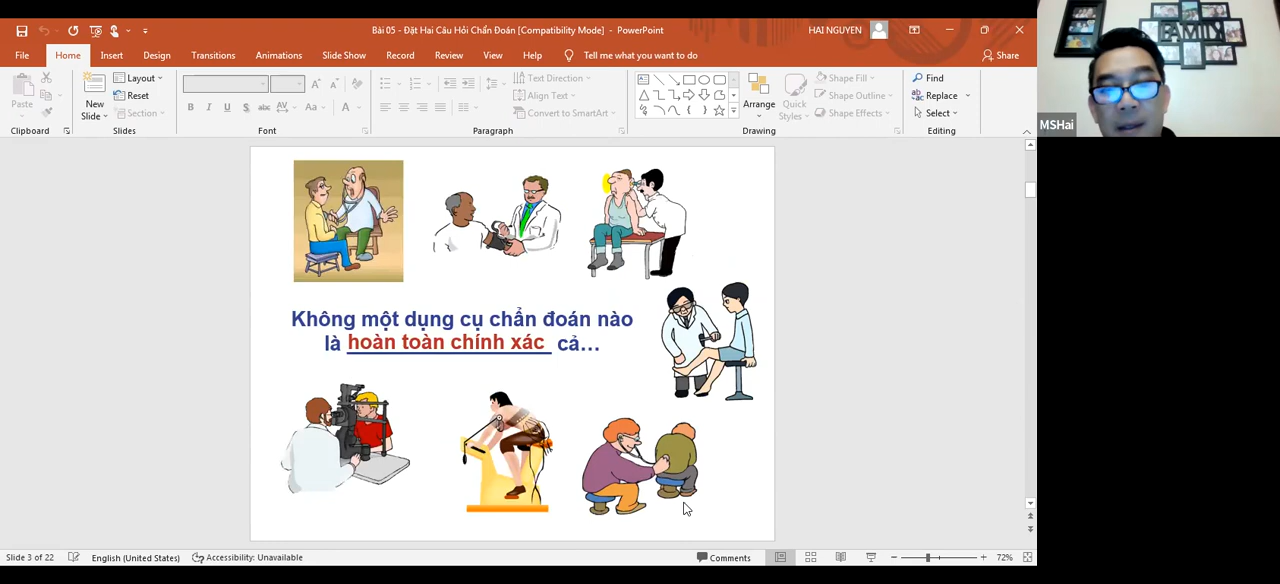 Bài 05 - Đặt Hai Câu Hỏi Chẩn Đoán [Compatibility Mode] - PowerPoint
HAI NGUYEN
File Home Insert Design Transitions Animations Slide Show Record Review View Help Tell me what you want to do
Share
Paste
Clipboard
New
Slide
Layout
Reset
Section
Slides
B I U S abc AV Aa A
Font
Text Direction
Align Text
Convert to SmartArt
Paragraph
Arrange
Quick
Styles
Shape Fill
Shape Outline
Shape Effects
Drawing
Find
Replace
Select
Editing
FAMILY
MSHai
Không một dụng cụ chẩn đoán nào
là hoàn toàn chính xác cả...
Slide 3 of 22 English (United States) Accessibility: Unavailable Comments 72%